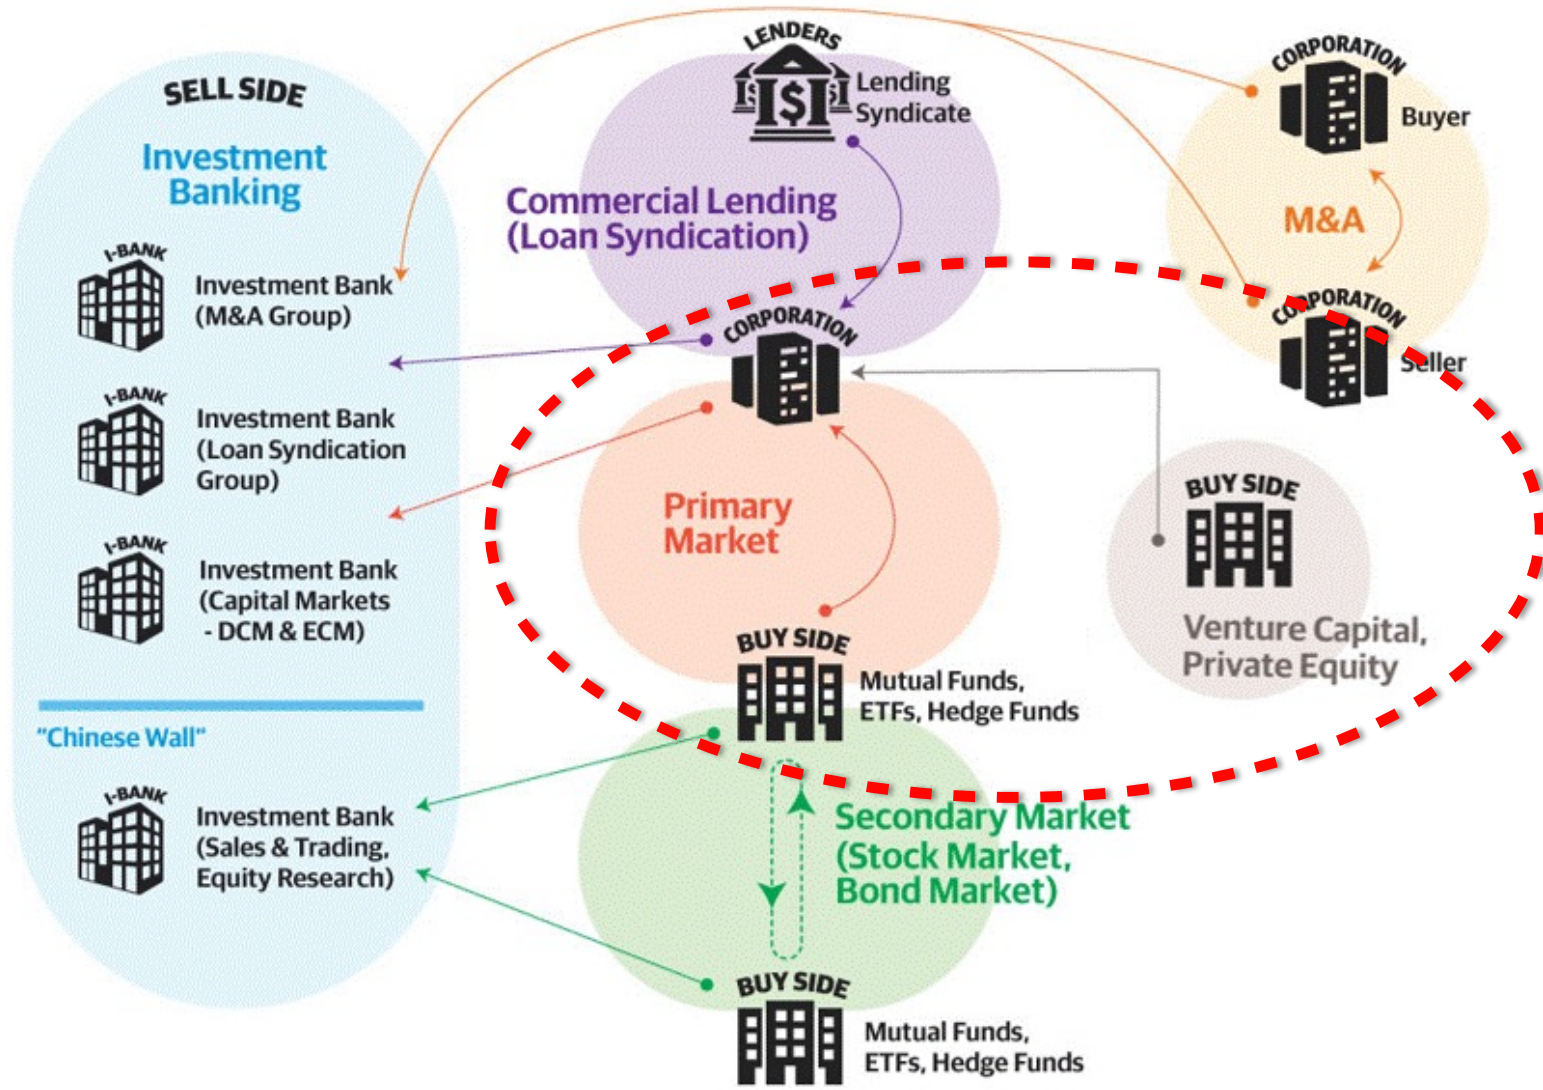 SELL SIDE
Investment
Banking
I-BANK
Investment Bank
(M&A Group)
I-BANK
Investment Bank
(Loan Syndication
Group)
I-BANK
Investment Bank
(Capital Markets
- DCM & ECM)
"Chinese Wall"
I-BANK
Investment Bank
(Sales & Trading,
Equity Research)
LENDERS
$
Lending
Syndicate
Commercial Lending
(Loan Syndication)
CORPORATION
Primary
Market
BUY SIDE
Mutual Funds,
ETFs, Hedge Funds
Secondary Market
(Stock Market,
Bond Market)
BUY SIDE
Mutual Funds,
ETFs, Hedge Funds
CORPORATION
Buyer
M&A
CORPORATION
Seller
BUY SIDE
Venture Capital,
Private Equity